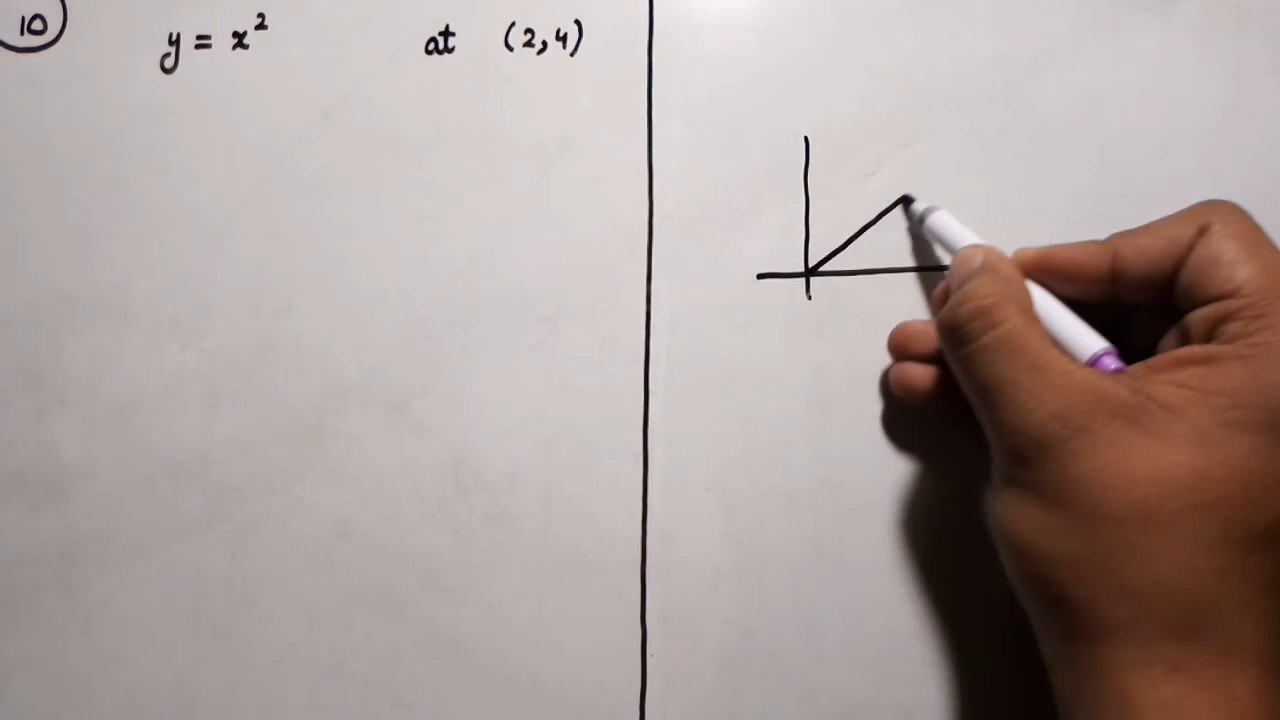 10 y = x² at (2,4)